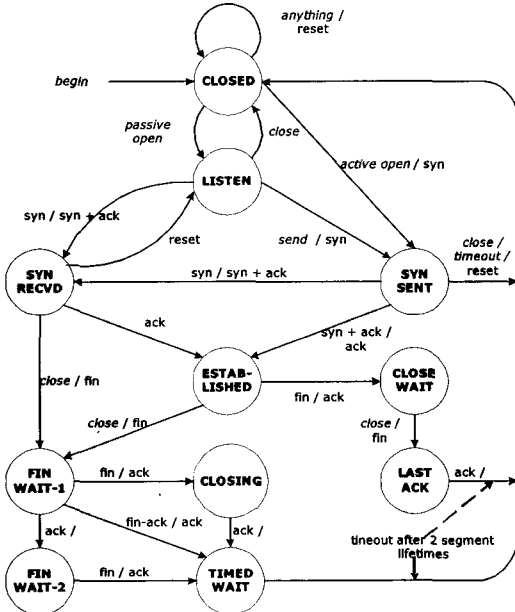 anything /
reset
begin
CLOSED
passive
open
close
LISTEN
active open / syn
syn / syn + ack
reset
send / syn
close /
timeout /
reset
SYN
RECVD
syn / syn + ack
SYN
SENT
ack
syn + ack /
ack
ESTAB-
LISHED
CLOSE
WAIT
close / fin
fin / ack
close / fin
close /
fin
FIN
WAIT-1
fin / ack
CLOSING
LAST
ACK
ack /
ack /
fin-ack / ack
ack /
tineout after 2 segment
lifetimes
FIN
WAIT-2
fin / ack
TIMED
WAIT